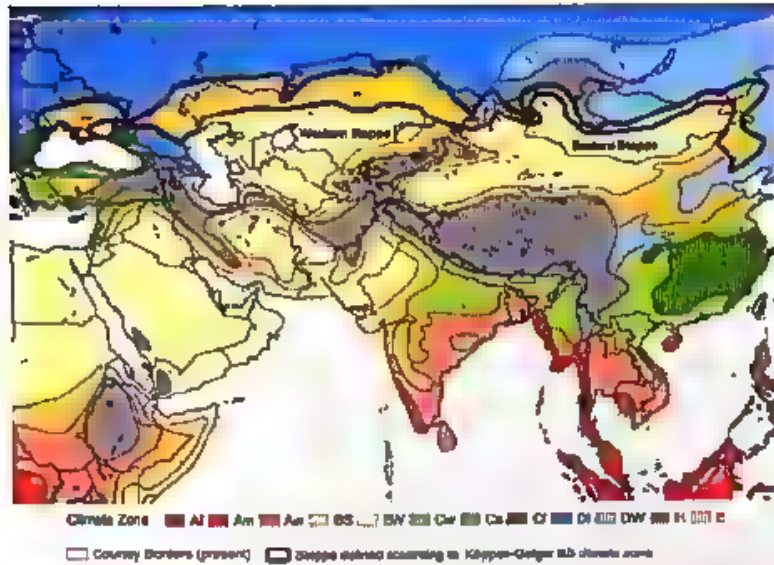 Western Steppe
Eastern Steppe
Climate Zone Af Am Aw BS BW Cw Cs Cf Df DW H E
Country Borders (present) Steppe defined according to Köppen-Geiger BS climate zone